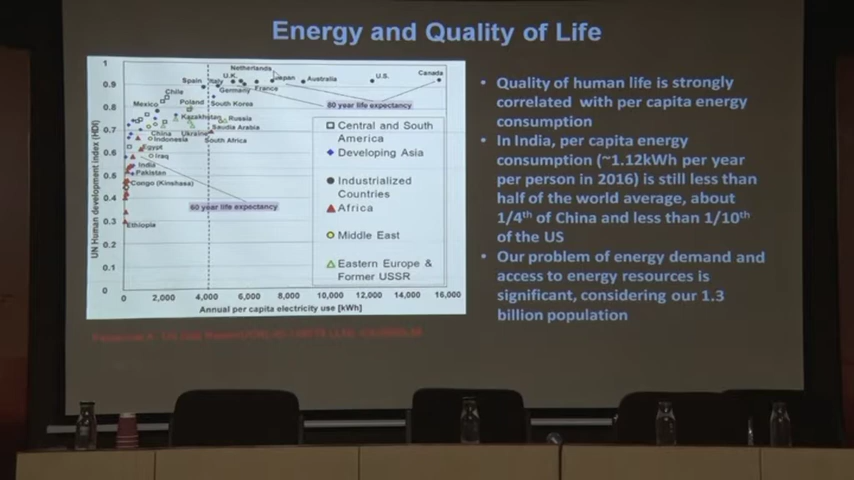 Energy and Quality of Life
UN Human development index (HDI)
1
0.9
0.8
0.7
0.6
0.5
0.4
0.3
0.2
0.1
0
0
2,000
4,000
6,000
8,000
10,000
12,000
14,000
16,000
Annual per capita electricity use [kWh]
Netherlands
U.K.
Spain
Italy
Japan
Australia
U.S.
Canada
Germany
France
Chile
Mexico
Poland
South Korea
80 year life expectancy
Kazakhstan
Russia
China
Ukraine
Saudia Arabia
Indonesia
South Africa
Egypt
Iraq
India
Pakistan
Congo (Kinshasa)
60 year life expectancy
Ethiopia
Central and South
America
Developing Asia
Industrialized
Countries
Africa
Middle East
Eastern Europe &
Former USSR
• Quality of human life is strongly
correlated with per capita energy
consumption
• In India, per capita energy
consumption (~1.12kWh per year
per person in 2016) is still less than
half of the world average, about
1/4th of China and less than 1/10th
of the US
• Our problem of energy demand and
access to energy resources is
significant, considering our 1.3
billion population